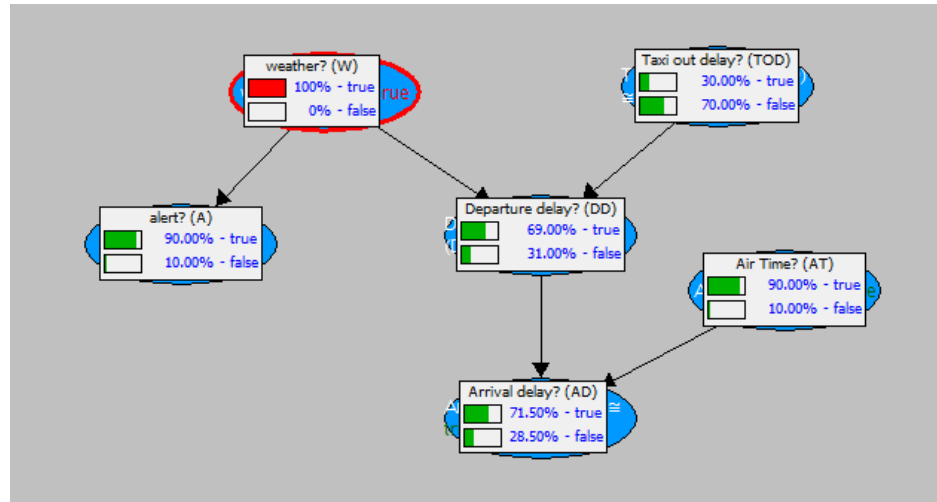 weather? (W)
100% - true
0% - false
rue
Taxi out delay? (TOD)
30.00% - true
70.00% - false
alert? (A)
90.00% - true
10.00% - false
Departure delay? (DD)
69.00% - true
31.00% - false
Air Time? (AT)
90.00% - true
10.00% - false
Arrival delay? (AD)
71.50% - true
28.50% - false